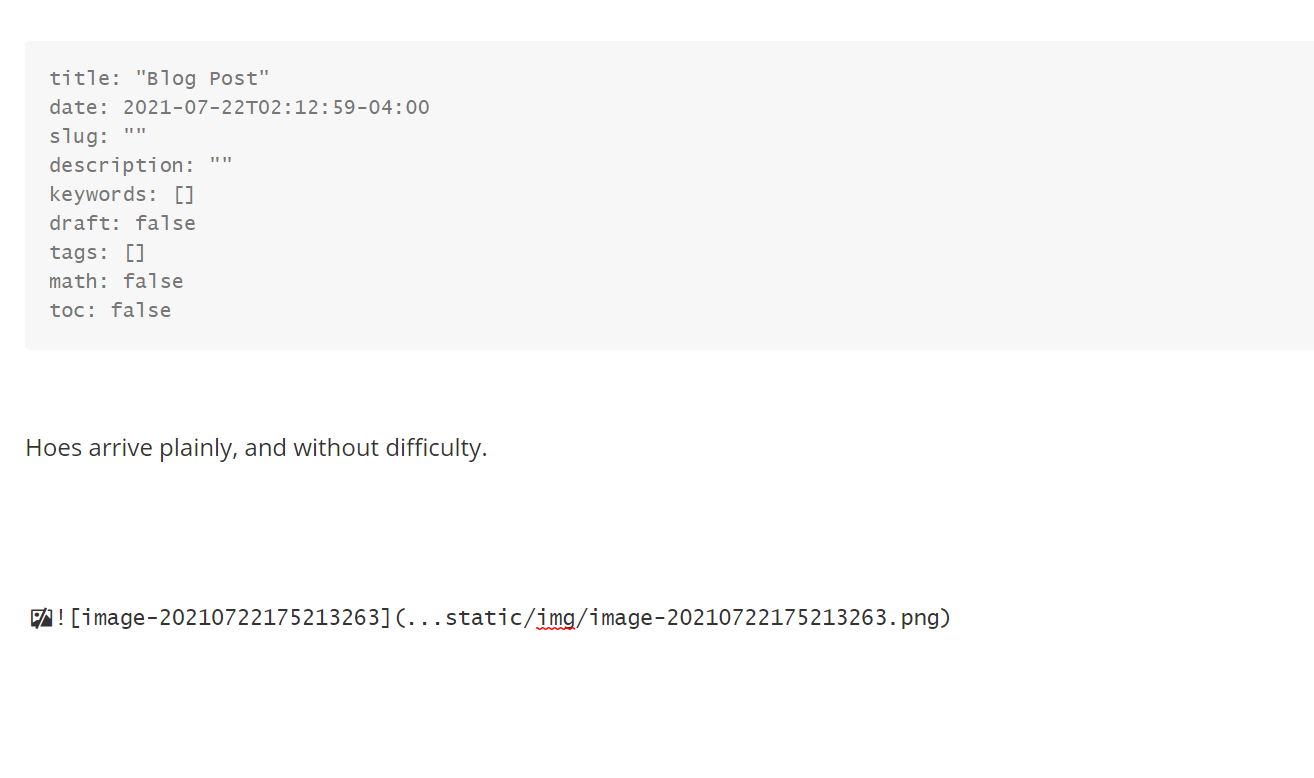 title: "Blog Post"
date: 2021-07-22T02:12:59-04:00
slug: ""
description: ""
keywords: []
draft: false
tags: []
math: false
toc: false
Hoes arrive plainly, and without difficulty.
![image-20210722175213263](...static/img/image-20210722175213263.png)